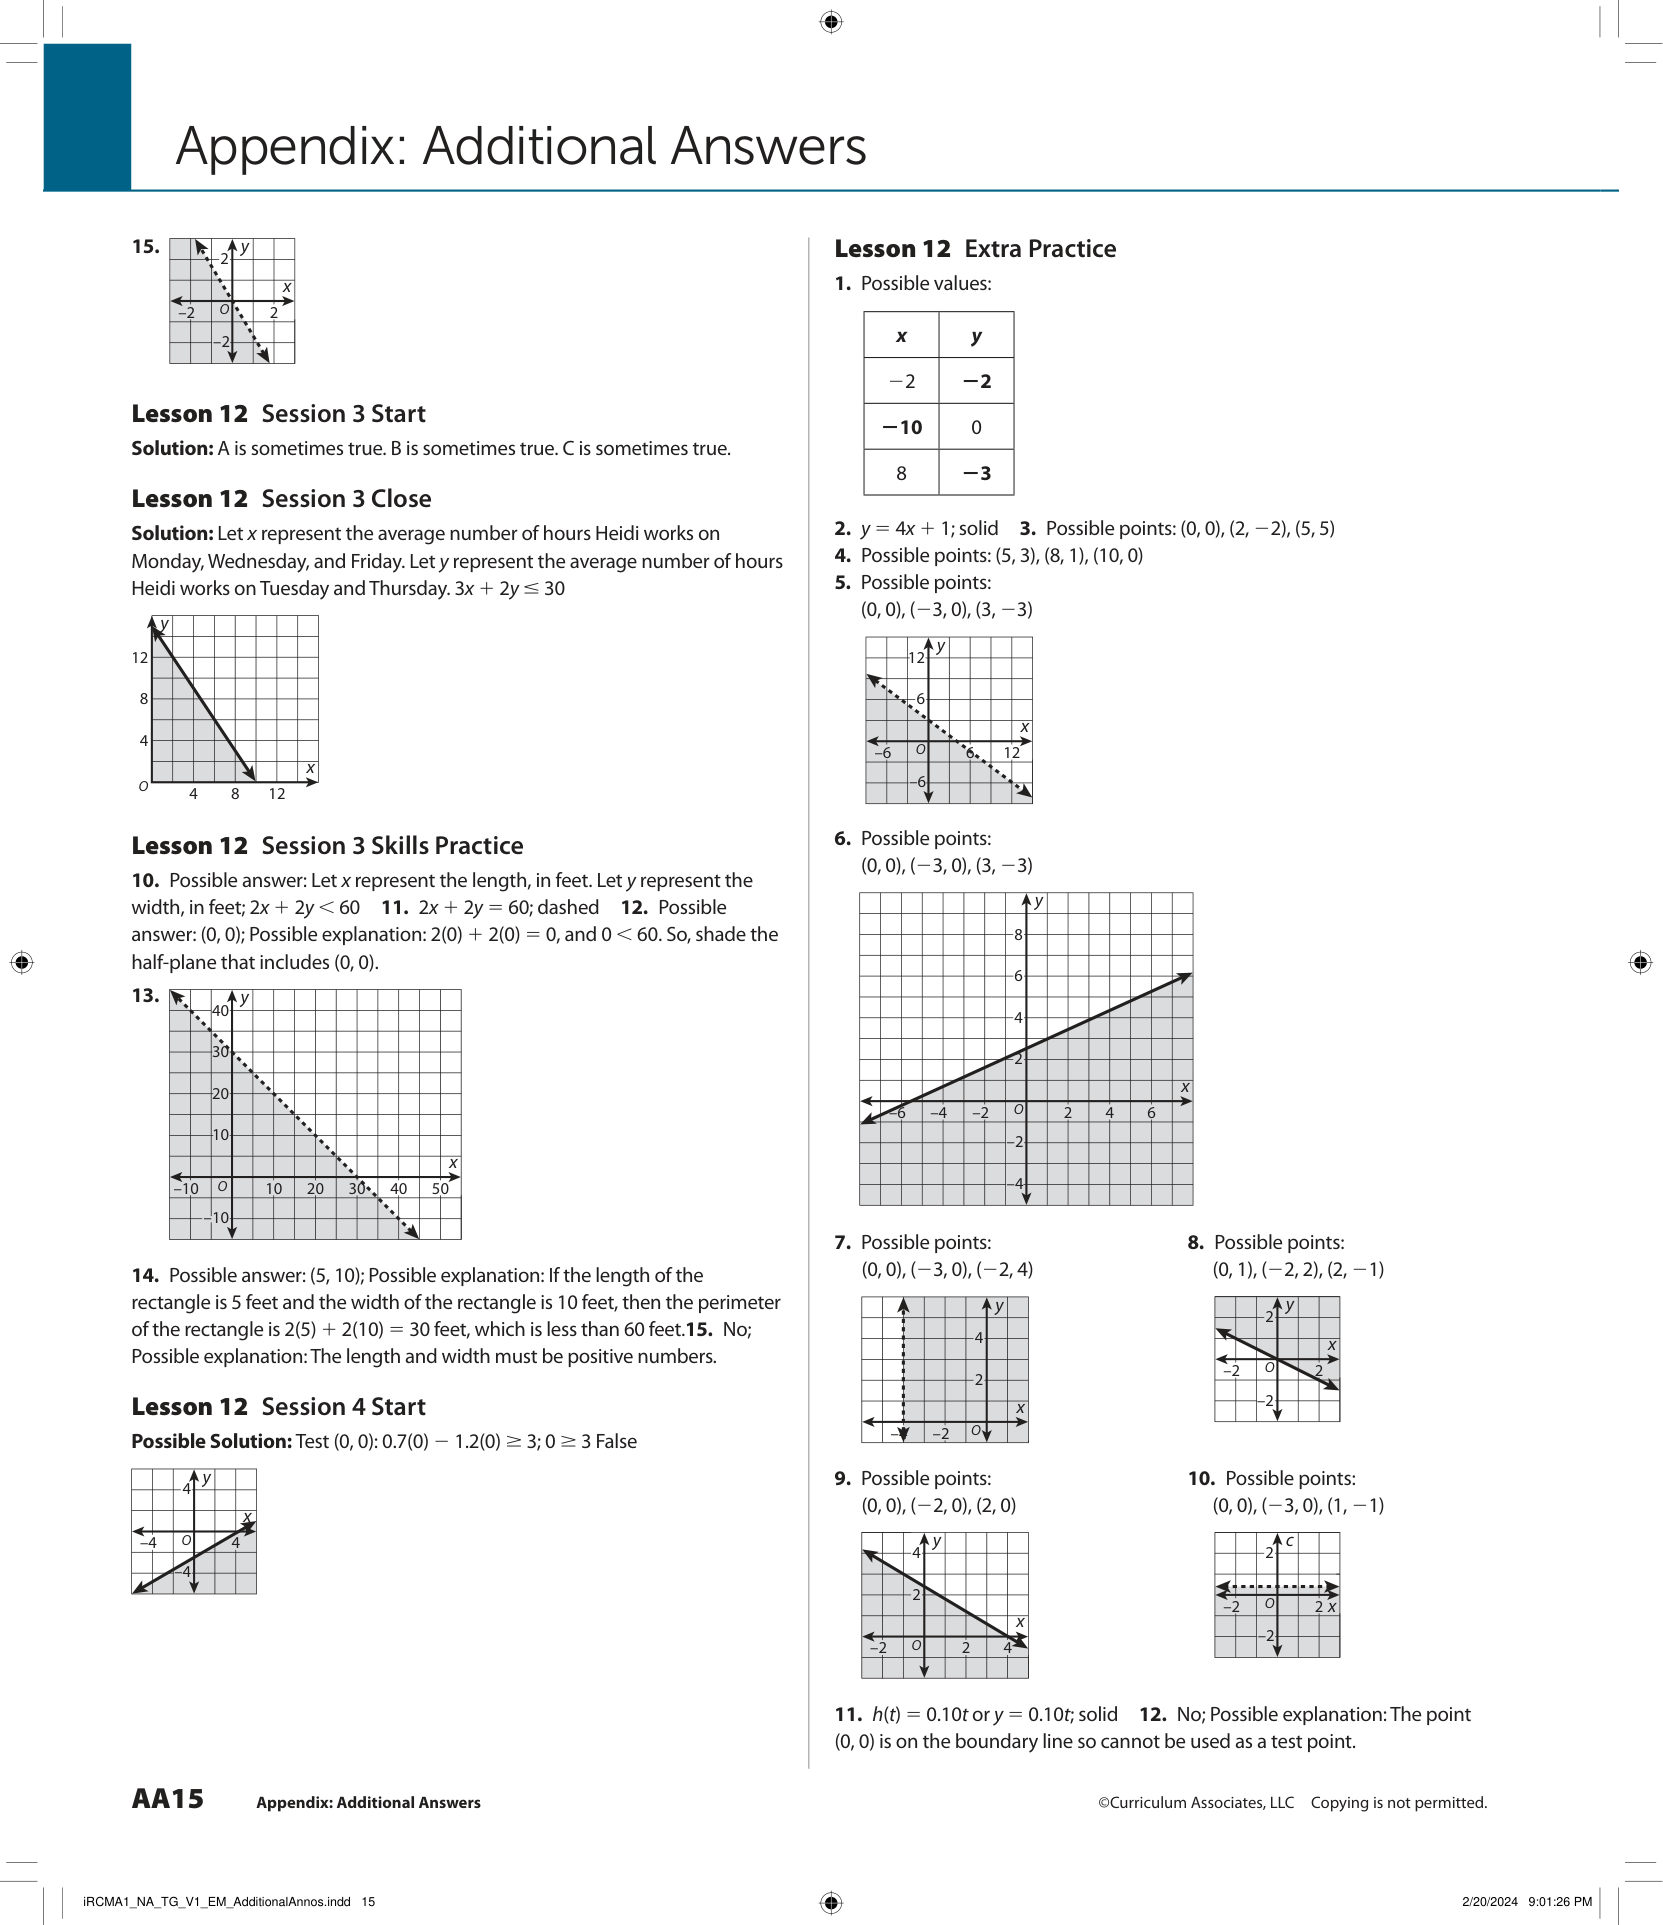 Appendix: Additional Answers
15.
y
2
x
–2
O
2
–2
Lesson 12 Session 3 Start
Solution: A is sometimes true. B is sometimes true. C is sometimes true.
Lesson 12 Session 3 Close
Solution: Let x represent the average number of hours Heidi works on
Monday, Wednesday, and Friday. Let y represent the average number of hours
Heidi works on Tuesday and Thursday. 3x + 2y ≤ 30
y
12
8
4
x
O
4 8 12
Lesson 12 Session 3 Skills Practice
10. Possible answer: Let x represent the length, in feet. Let y represent the
width, in feet; 2x + 2y < 60 11. 2x + 2y = 60; dashed 12. Possible
answer: (0, 0); Possible explanation: 2(0) + 2(0) = 0, and 0 < 60. So, shade the
half-plane that includes (0, 0).
13.
y
40
30
20
10
x
–10 O 10 20 30 40 50
–10
14. Possible answer: (5, 10); Possible explanation: If the length of the
rectangle is 5 feet and the width of the rectangle is 10 feet, then the perimeter
of the rectangle is 2(5) + 2(10) = 30 feet, which is less than 60 feet.15. No;
Possible explanation: The length and width must be positive numbers.
Lesson 12 Session 4 Start
Possible Solution: Test (0, 0): 0.7(0) − 1.2(0) ≥ 3; 0 ≥ 3 False
y
4
x
–4 O 4
–4
Lesson 12 Extra Practice
1. Possible values:
x y
−2 −2
−10 0
8 −3
2. y = 4x + 1; solid 3. Possible points: (0, 0), (2, −2), (5, 5)
4. Possible points: (5, 3), (8, 1), (10, 0)
5. Possible points:
(0, 0), (−3, 0), (3, −3)
y
12
6
x
–6 O 6 12
–6
6. Possible points:
(0, 0), (−3, 0), (3, −3)
y
8
6
4
2
x
–6 –4 –2 O 2 4 6
–2
–4
7. Possible points:
(0, 0), (−3, 0), (−2, 4)
y
4
2
x
–4 –2 O
8. Possible points:
(0, 1), (−2, 2), (2, −1)
y
2
x
–2 O 2
–2
9. Possible points:
(0, 0), (−2, 0), (2, 0)
y
4
2
x
–2 O 2 4
10. Possible points:
(0, 0), (−3, 0), (1, −1)
c
2
–2 O 2 x
–2
11. h(t) = 0.10t or y = 0.10t; solid 12. No; Possible explanation: The point
(0, 0) is on the boundary line so cannot be used as a test point.
AA15 Appendix: Additional Answers
©Curriculum Associates, LLC Copying is not permitted.
iRCMA1_NA_TG_V1_EM_AdditionalAnnos.indd 15
2/20/2024 9:01:26 PM